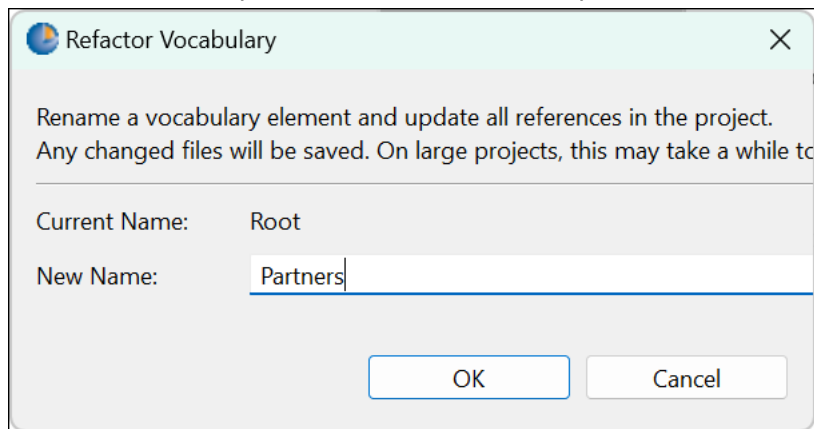 Refactor Vocabulary
Rename a vocabulary element and update all references in the project.
Any changed files will be saved. On large projects, this may take a while to
Current Name: Root
New Name: Partners
OK Cancel